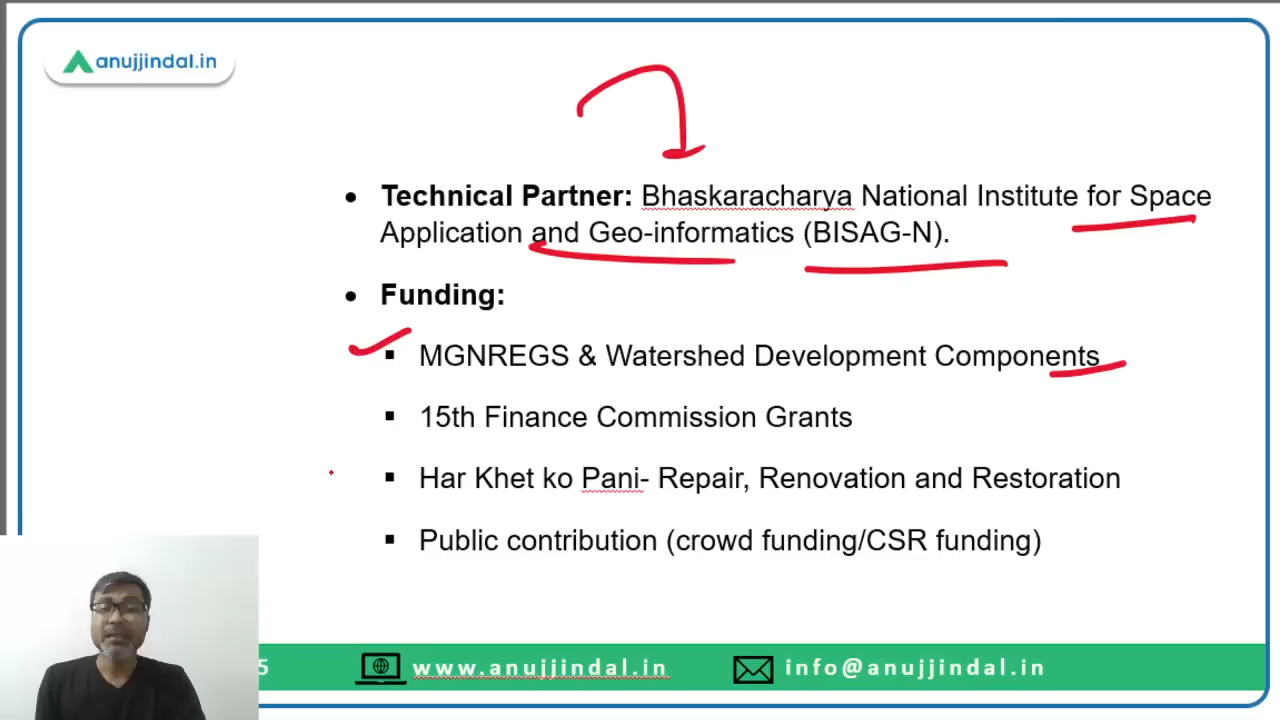 anujjindal.in
Technical Partner: Bhaskaracharya National Institute for Space
Application and Geo-informatics (BISAG-N).
Funding:
MGNREGS & Watershed Development Components
15th Finance Commission Grants
Har Khet ko Pani- Repair, Renovation and Restoration
Public contribution (crowd funding/CSR funding)
5
www.anujjindal.in
info@anujjindal.in